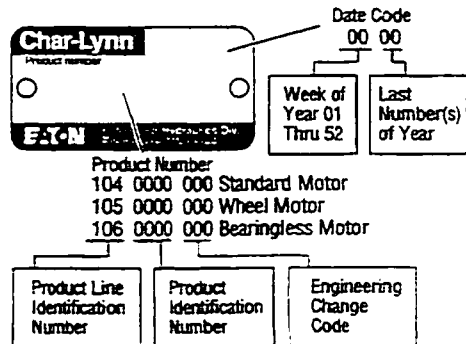 Date Code
00 00
Char-Lynn
Product number
Week of
Year 01
Thru 52
Last
Number(s)
of Year
EATON
Product Number
104 0000 000 Standard Motor
105 0000 000 Wheel Motor
106 0000 000 Bearingless Motor
Product Line
Identification
Number
Product
Identification
Number
Engineering
Change
Code